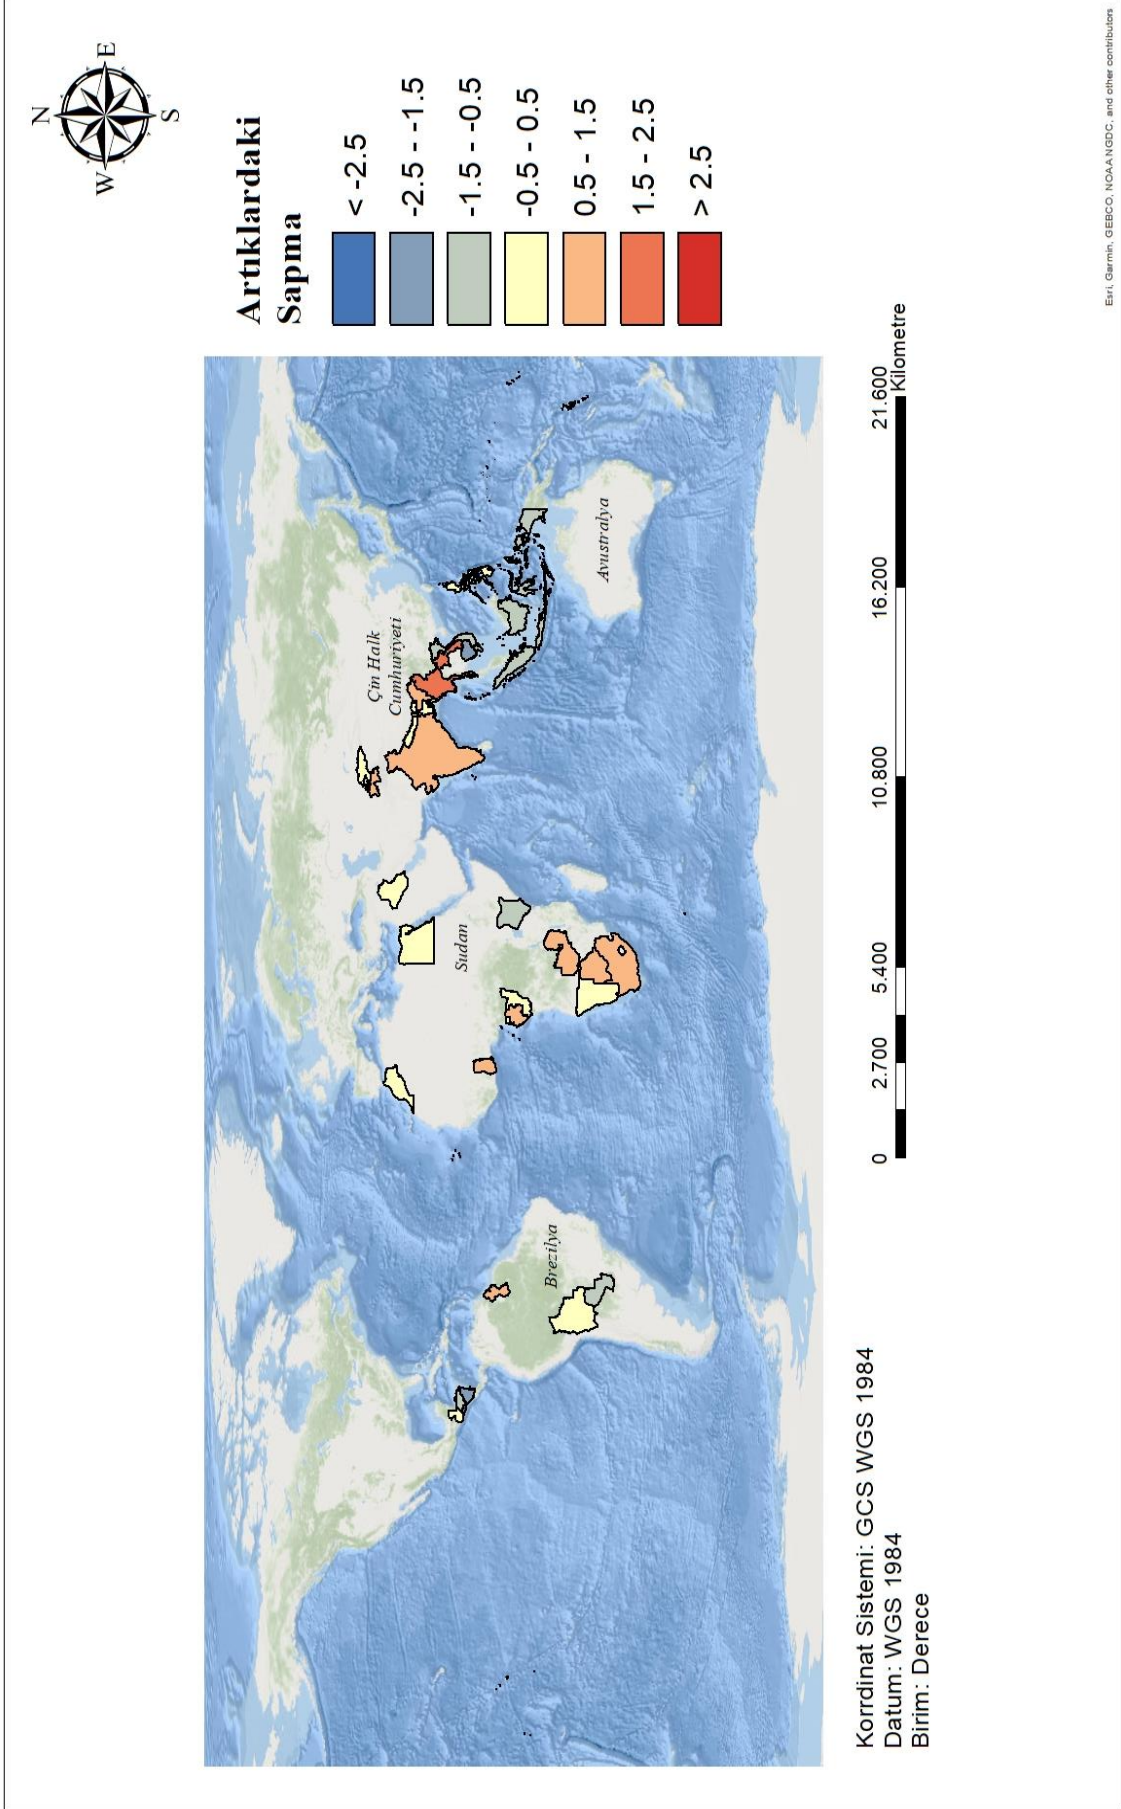 N
W
E
S
Artıklardaki
Sapma
< -2.5
-2.5 - -1.5
-1.5 - -0.5
-0.5 - 0.5
0.5 - 1.5
1.5 - 2.5
> 2.5
Çin Halk
Cumhuriyeti
Sudan
Brezilya
Avustralya
0
2.700
5.400
10.800
16.200
21.600
Kilometre
Korrdinat Sistemi: GCS WGS 1984
Datum: WGS 1984
Birim: Derece
Esri, Garmin, GEBCO, NOAA NGDC, and other contributors